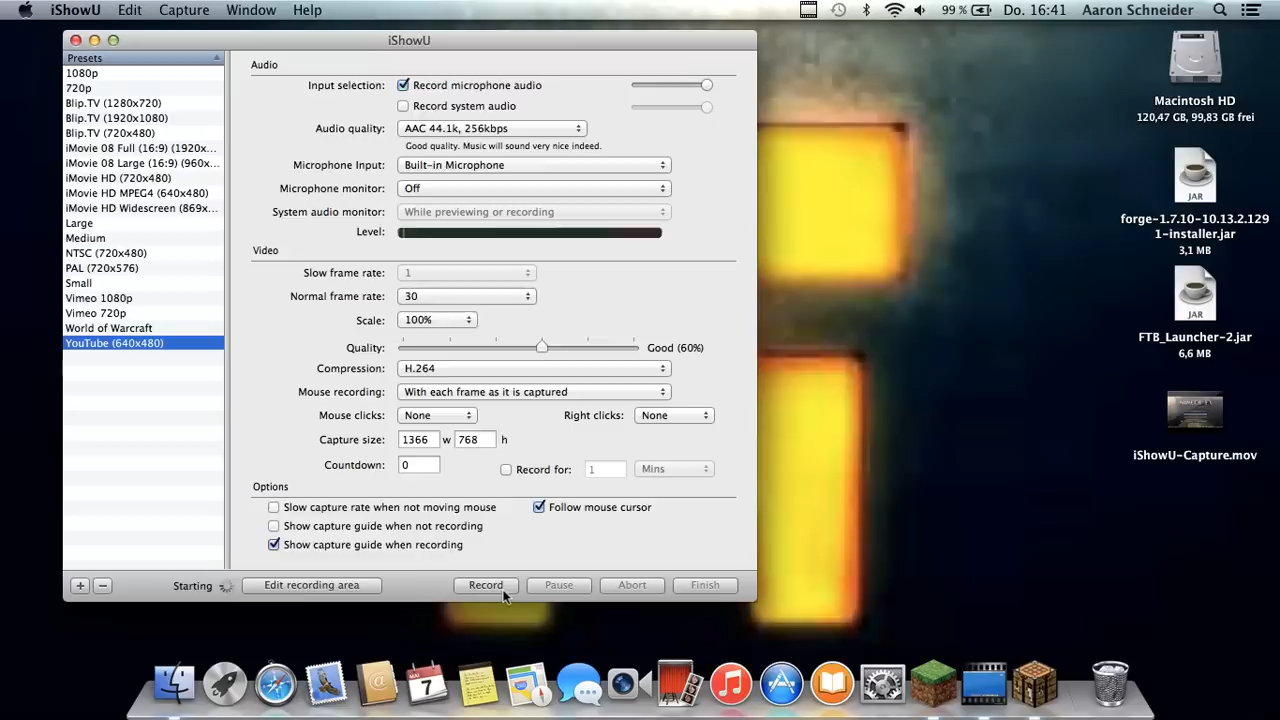 iShowU Edit Capture Window Help 99 % Do. 16:41 Aaron Schneider
iShowU
Presets
1080p
720p
Blip.TV (1280x720)
Blip.TV (1920x1080)
Blip.TV (720x480)
iMovie 08 Full (16:9) (1920x...
iMovie 08 Large (16:9) (960x...
iMovie HD (720x480)
iMovie HD MPEG4 (640x480)
iMovie HD Widescreen (869x...
Large
Medium
NTSC (720x480)
PAL (720x576)
Small
Vimeo 1080p
Vimeo 720p
World of Warcraft
YouTube (640x480)
Audio
Input selection: Record microphone audio
Record system audio
Audio quality: AAC 44.1k, 256kbps
Good quality. Music will sound very nice indeed.
Microphone Input: Built-in Microphone
Microphone monitor: Off
System audio monitor: While previewing or recording
Level:
Video
Slow frame rate: 1
Normal frame rate: 30
Scale: 100%
Quality: Good (60%)
Compression: H.264
Mouse recording: With each frame as it is captured
Mouse clicks: None Right clicks: None
Capture size: 1366 w 768 h
Countdown: 0 Record for: 1 Mins
Options
Slow capture rate when not moving mouse Follow mouse cursor
Show capture guide when not recording
Show capture guide when recording
Starting Edit recording area Record Pause Abort Finish
Macintosh HD
120,47 GB, 99,83 GB frei
JAR
forge-1.7.10-10.13.2.129
1-installer.jar
3,1 MB
JAR
FTB_Launcher-2.jar
6,6 MB
iShowU-Capture.mov
MAI
7